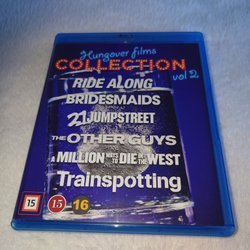 Hungover films
COLLECTION
vol 2
RIDE ALONG
BRIDESMAIDS
21 JUMPSTREET
THE OTHER GUYS
A MILLION WAYS TO DIE IN THE WEST
Trainspotting
15 15 16